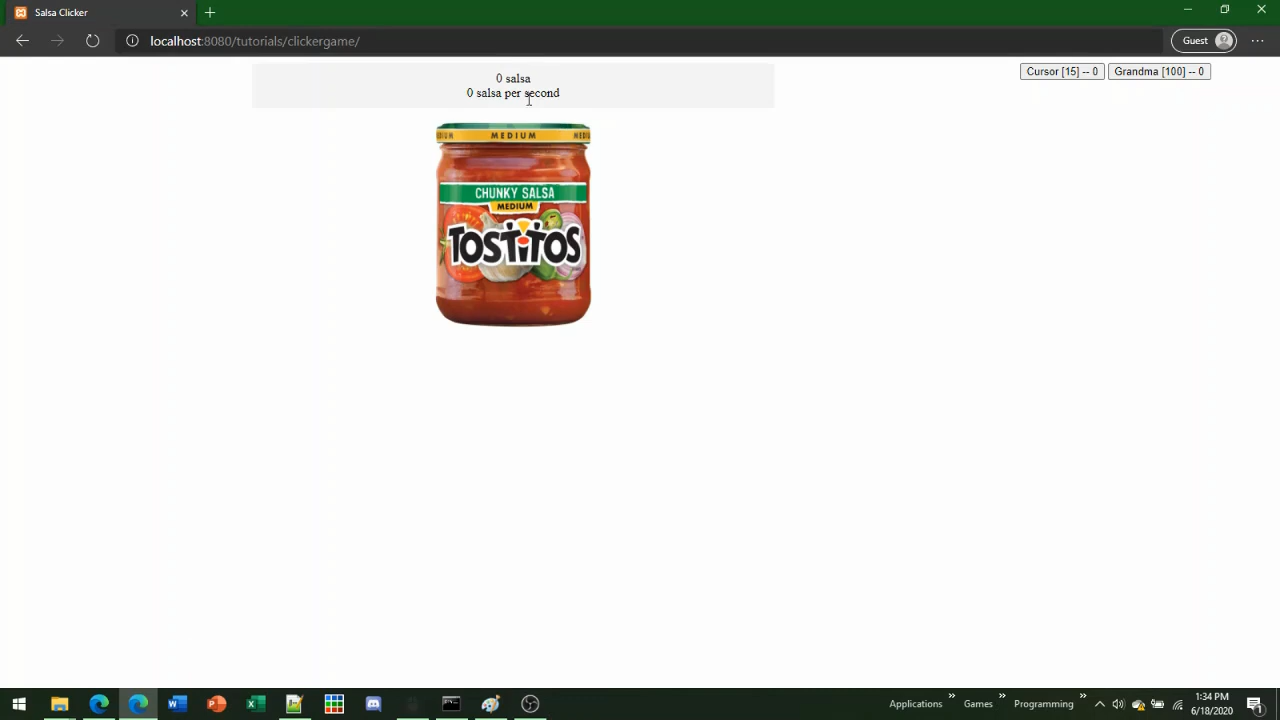 Salsa Clicker
localhost:8080/tutorials/clickergame/
Guest
0 salsa
0 salsa per second
Cursor [15] -- 0
Grandma [100] -- 0
MEDIUM
CHUNKY SALSA
MEDIUM
TOSTITOS
Applications
Games
Programming
1:34 PM
6/18/2020